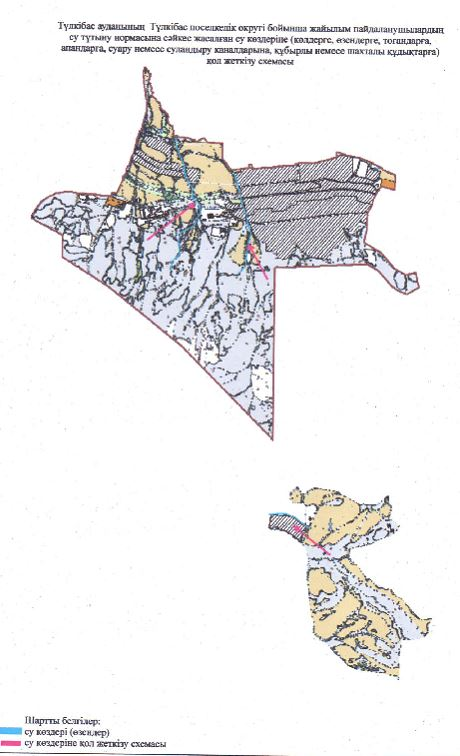 Түлкібас ауданының Түлкібас поселкедік округі бойынша жайылым пайдаланушылардың
су тұтыну нормасына сәйкес жасалған су көздеріне (көлдерге, өзендерге, тоғандарға,
апандарға, суару немесе суландыру каналдарына, құбырлы немесе шахталы құдықтарға)
қол жеткізу схемасы
Шартты белгілер:
су көздері (өзендер)
су көздеріне қол жеткізу схемасы